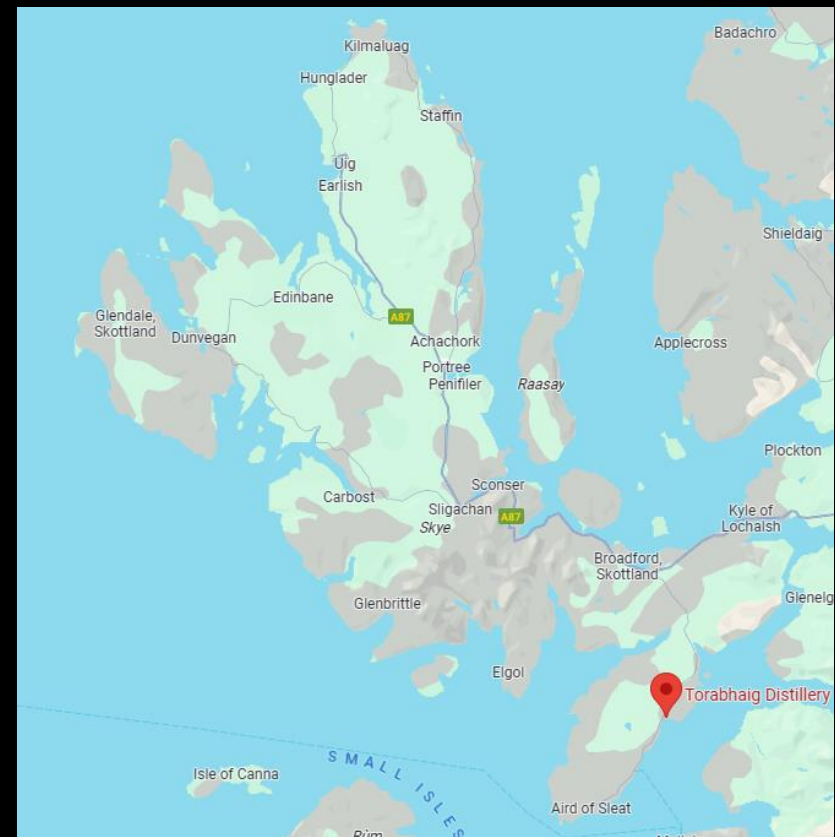 Badachro
Kilmaluag
Hunglader
Staffin
Uig
Earlish
Shieldaig
Edinbane
Glendale,
Skottland
Dunvegan
A87
Achachork
Applecross
Portree
Penifiler
Raasay
Plockton
Sconser
Carbost
Sligachan
Skye
A87
Kyle of
Lochalsh
Broadford,
Skottland
Glenelg
Glenbrittle
Elgol
Torabhaig Distillery
SMALL ISLES
Isle of Canna
Aird of Sleat
Rùm